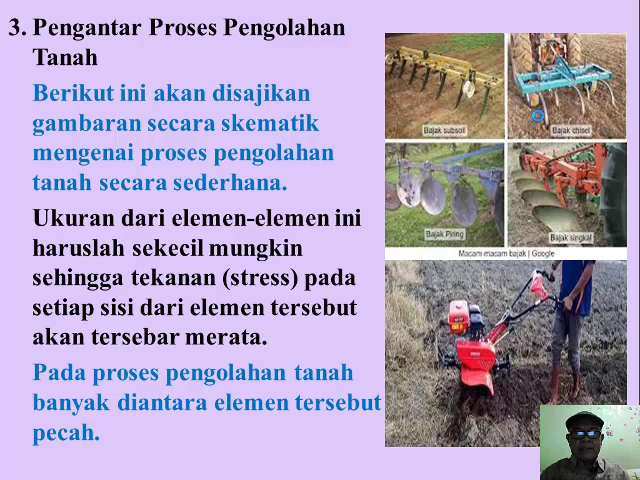 3. Pengantar Proses Pengolahan
Tanah
Berikut ini akan disajikan
gambaran secara skematik
mengenai proses pengolahan
tanah secara sederhana.
Ukuran dari elemen-elemen ini
haruslah sekecil mungkin
sehingga tekanan (stress) pada
setiap sisi dari elemen tersebut
akan tersebar merata.
Pada proses pengolahan tanah
banyak diantara elemen tersebut
pecah.
Bajak subsoil
Bajak chisel
Bajak Piring
Bajak singkal
Macam-macam bajak | Google